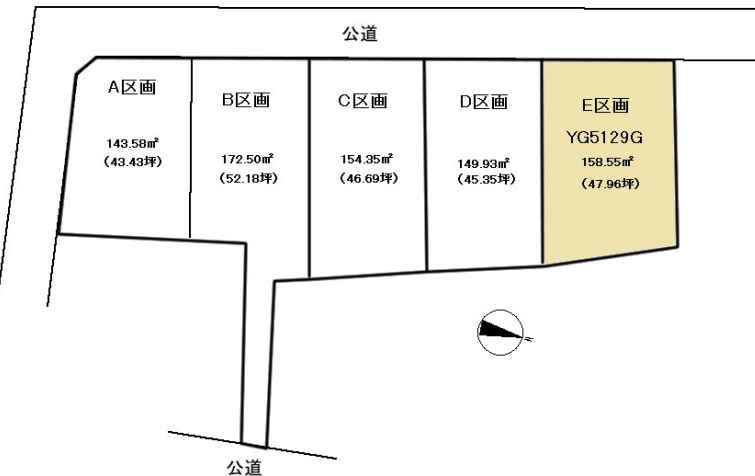 公道
A区画
143.58㎡
(43.43坪)
B区画
172.50㎡
(52.18坪)
C区画
154.35㎡
(46.69坪)
D区画
149.93㎡
(45.35坪)
E区画
YG5129G
158.55㎡
(47.96坪)
公道